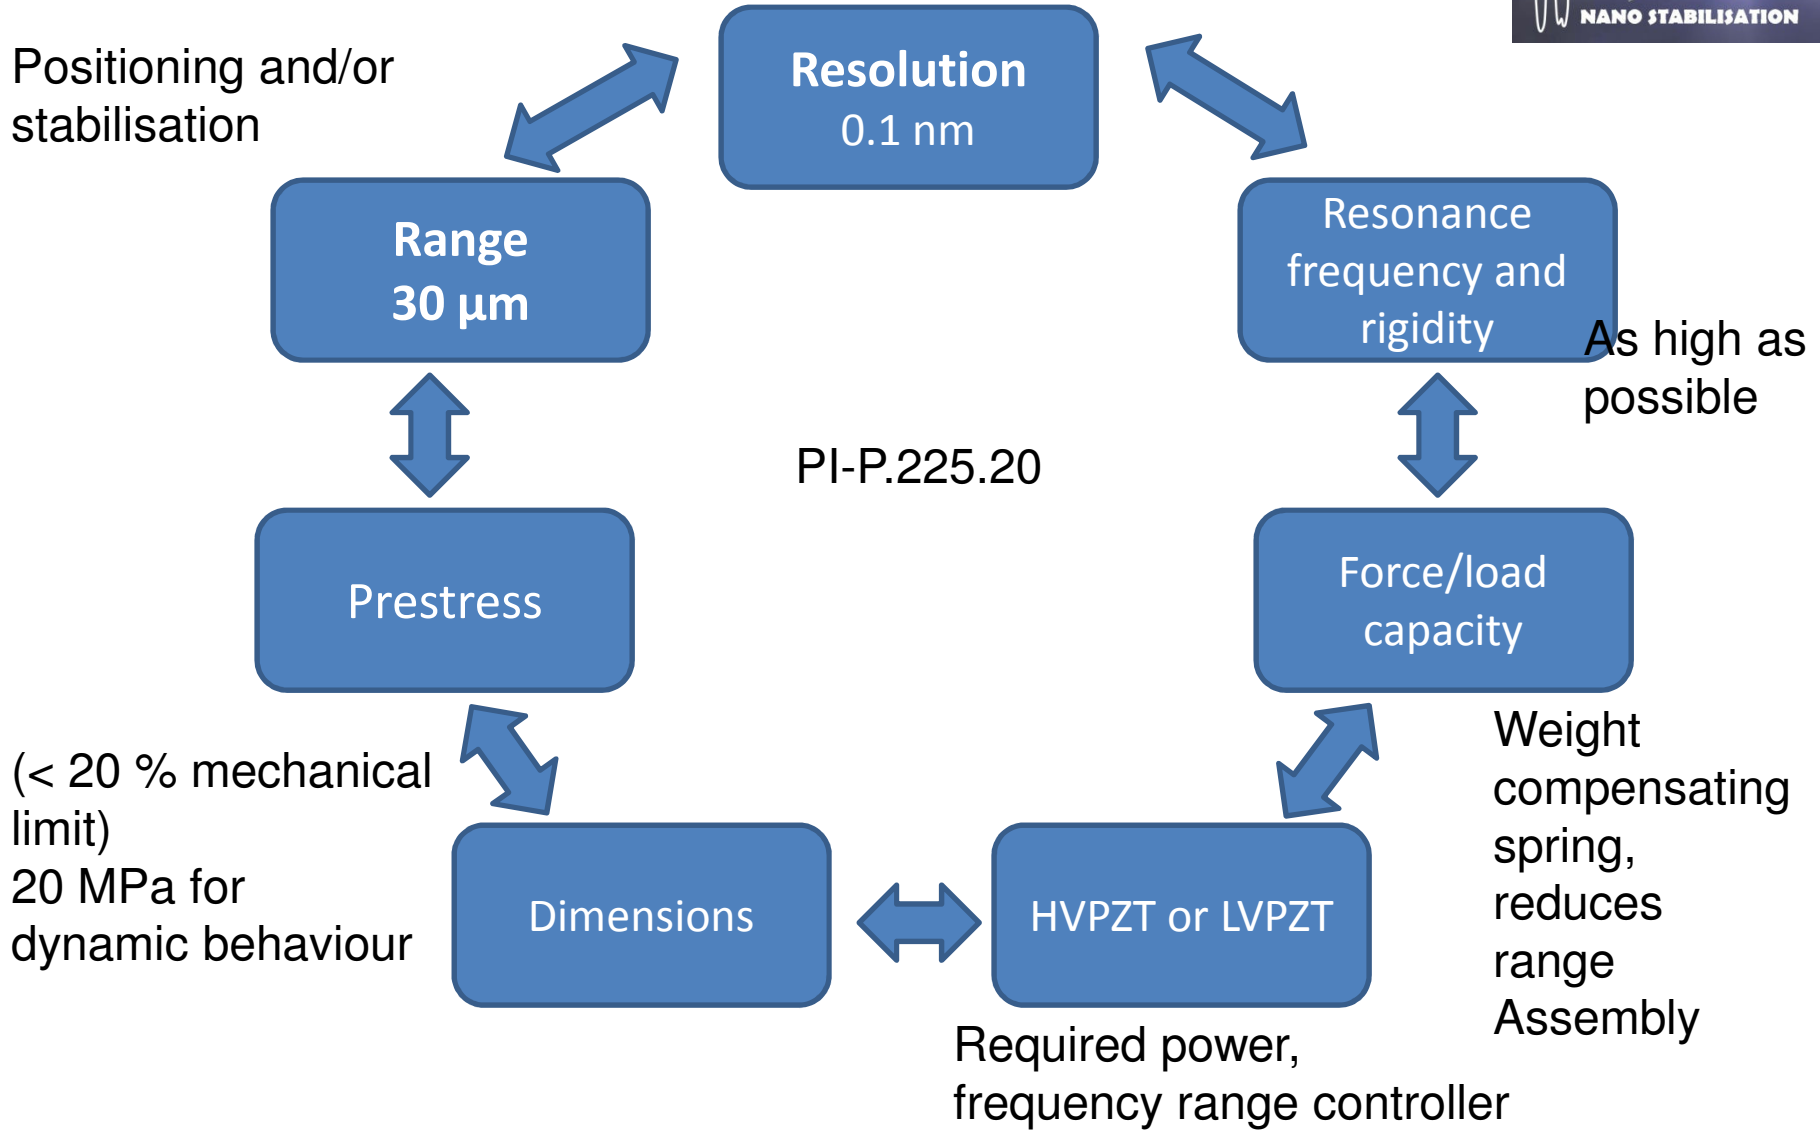 NANO STABILISATION
Positioning and/or
stabilisation
Resolution
0.1 nm
Range
30 μm
Resonance
frequency and
rigidity
As high as
possible
PI-P.225.20
Prestress
Force/load
capacity
(< 20 % mechanical
limit)
20 MPa for
dynamic behaviour
Weight
compensating
spring,
reduces
range
Assembly
Dimensions
HVPZT or LVPZT
Required power,
frequency range controller